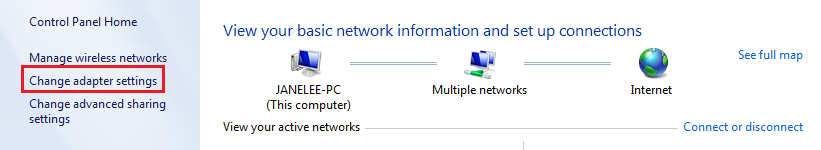 Control Panel Home
Manage wireless networks
Change adapter settings
Change advanced sharing
settings
View your basic network information and set up connections
See full map
JANELEE-PC
(This computer)
Multiple networks
Internet
View your active networks
Connect or disconnect